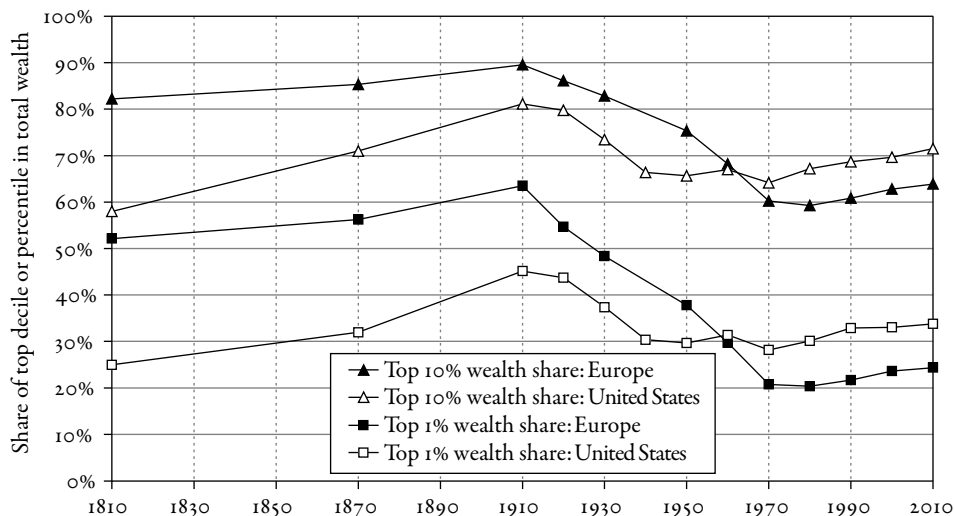 100%
90%
80%
70%
60%
50%
40%
30%
20%
10%
0%
Share of top decile or percentile in total wealth
Top 10% wealth share: Europe
Top 10% wealth share: United States
Top 1% wealth share: Europe
Top 1% wealth share: United States
1810 1830 1850 1870 1890 1910 1930 1950 1970 1990 2010